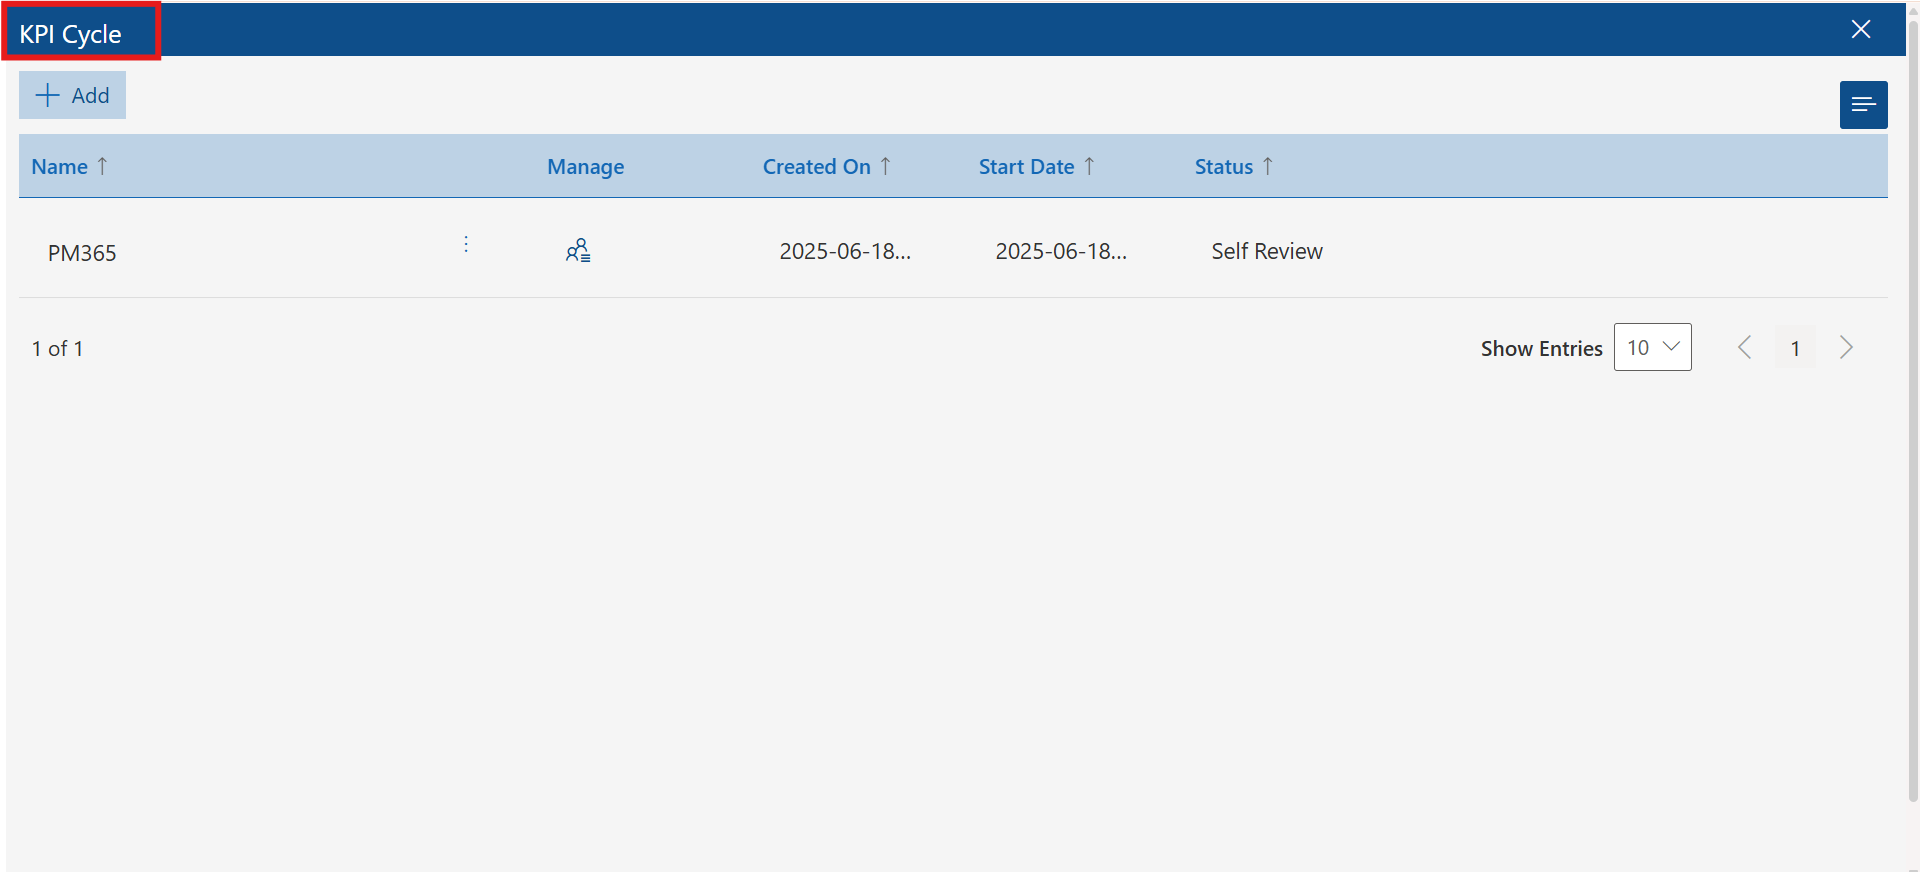 KPI Cycle
Add
Name Manage Created On Start Date Status
PM365 2025-06-18... 2025-06-18... Self Review
1 of 1 Show Entries 10 1